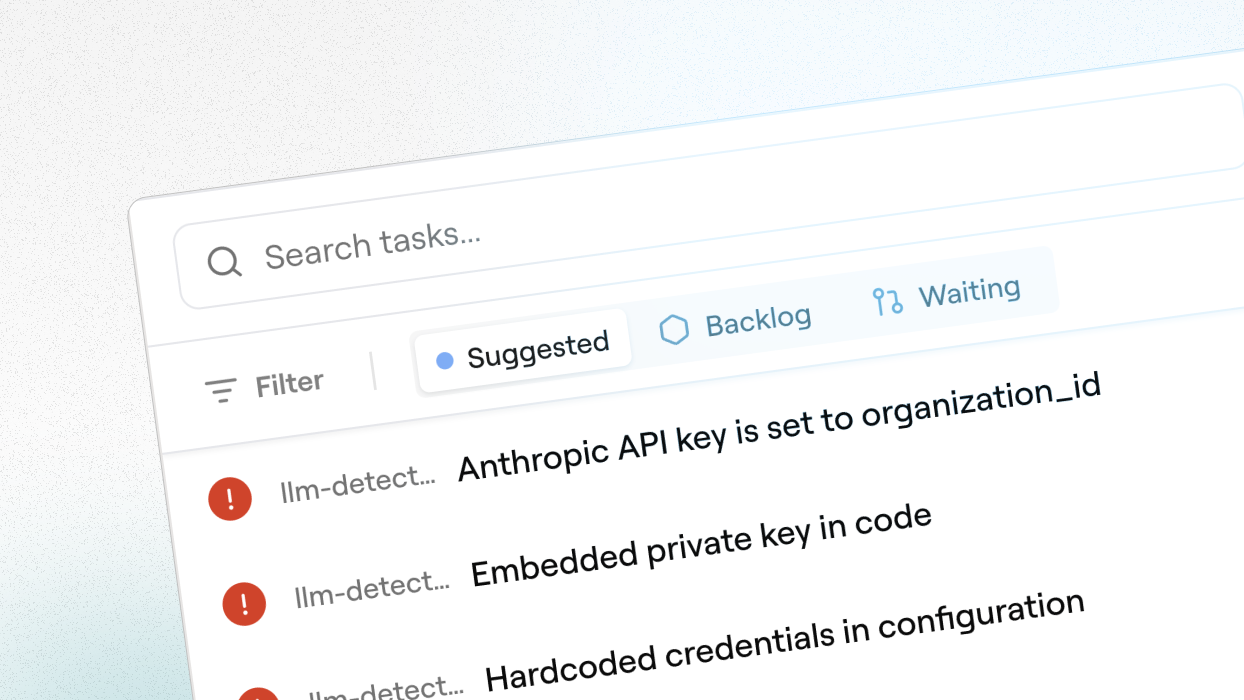 Search tasks...
Filter Suggested Backlog Waiting
llm-detect... Anthropic API key is set to organization_id
llm-detect... Embedded private key in code
llm-detect... Hardcoded credentials in configuration